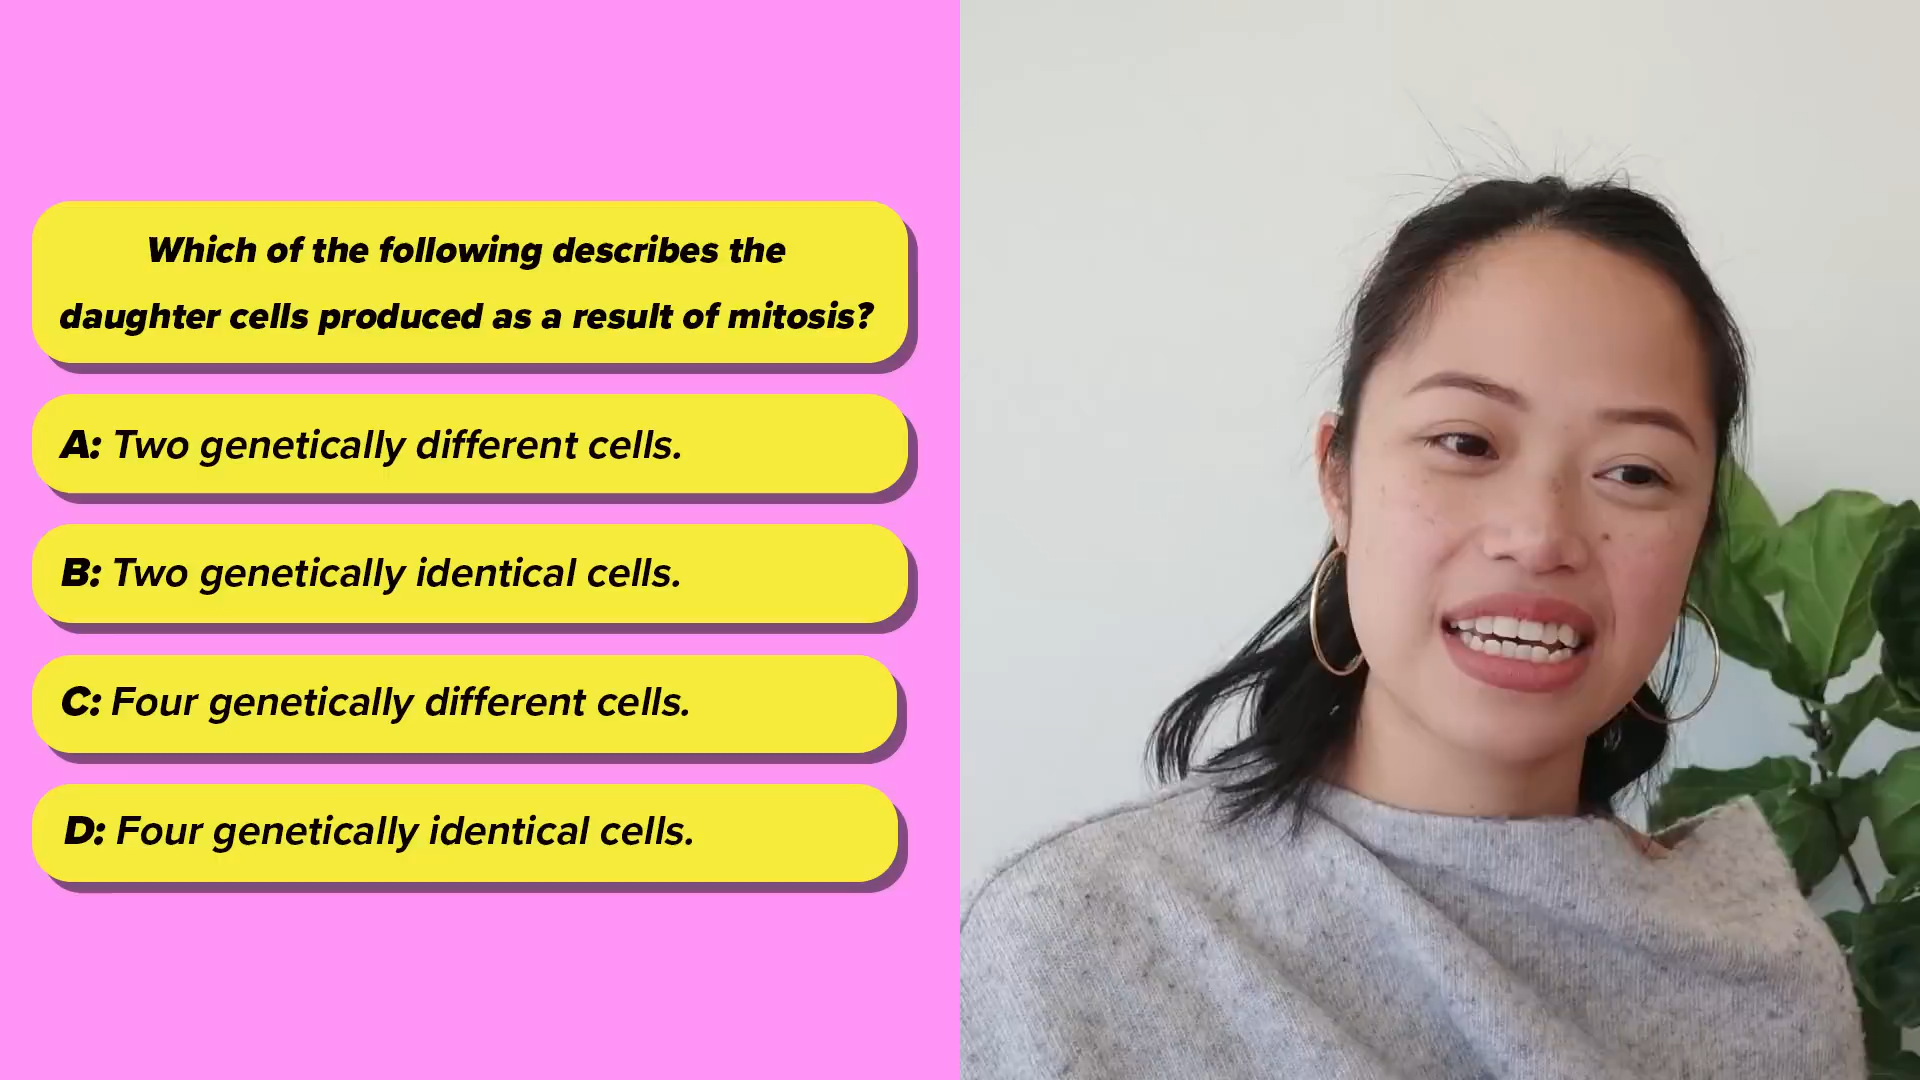 Which of the following describes the
daughter cells produced as a result of mitosis?
A: Two genetically different cells.
B: Two genetically identical cells.
C: Four genetically different cells.
D: Four genetically identical cells.